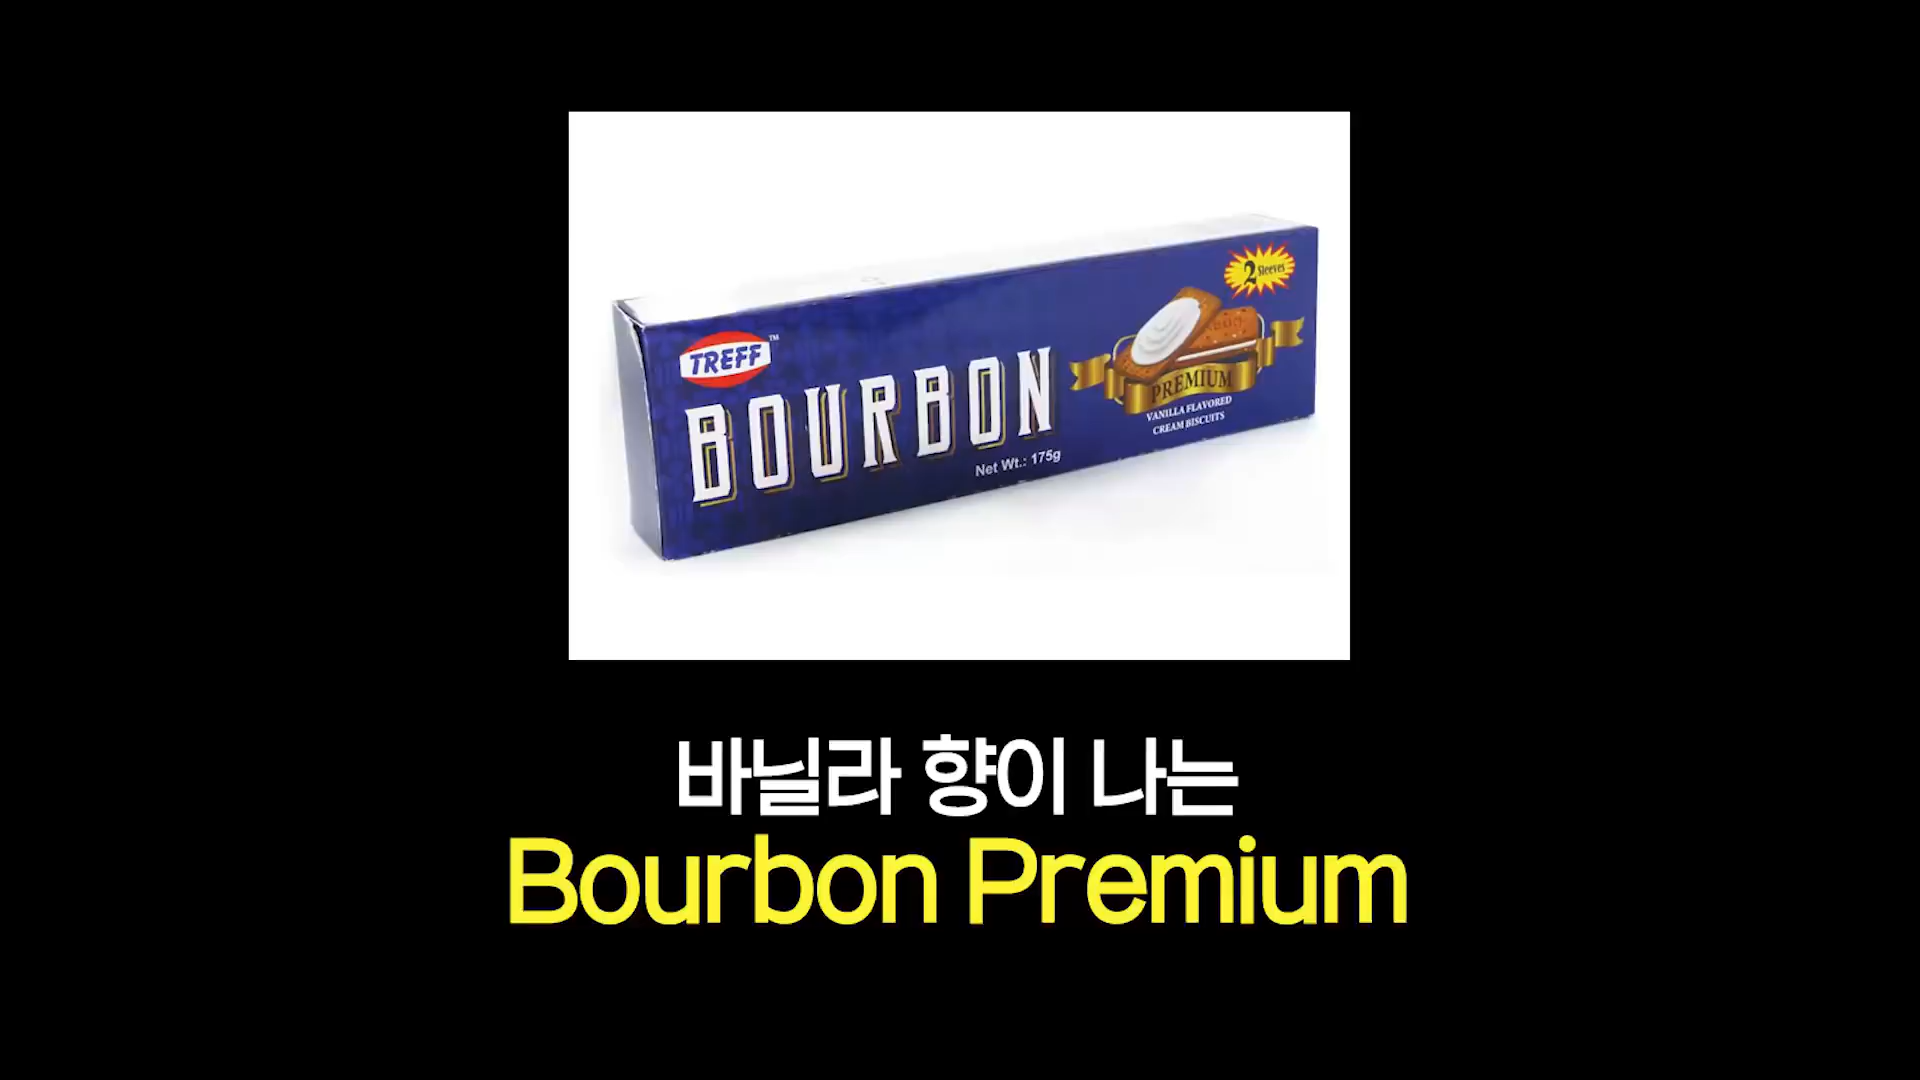 TREFF™
BOURBON
Net Wt.: 175g
2 Sleeves
PREMIUM
VANILLA FLAVORED
CREAM BISCUITS
바닐라 향이 나는
Bourbon Premium